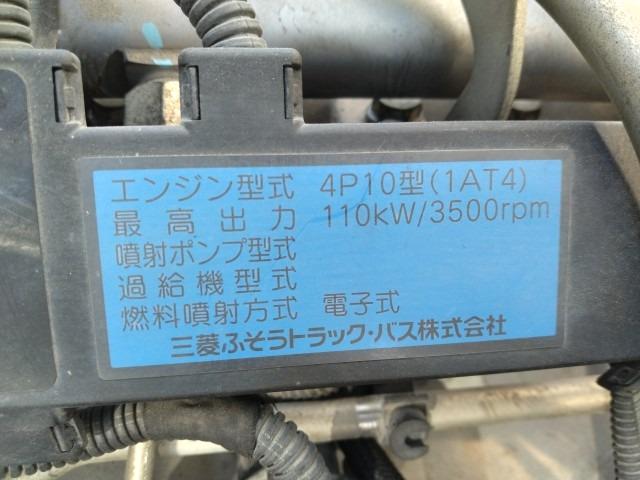 エンジン型式 4P10型(1AT4)
最高出力 110kW/3500rpm
噴射ポンプ型式
過給機型式
燃料噴射方式 電子式
三菱ふそうトラック・バス株式会社